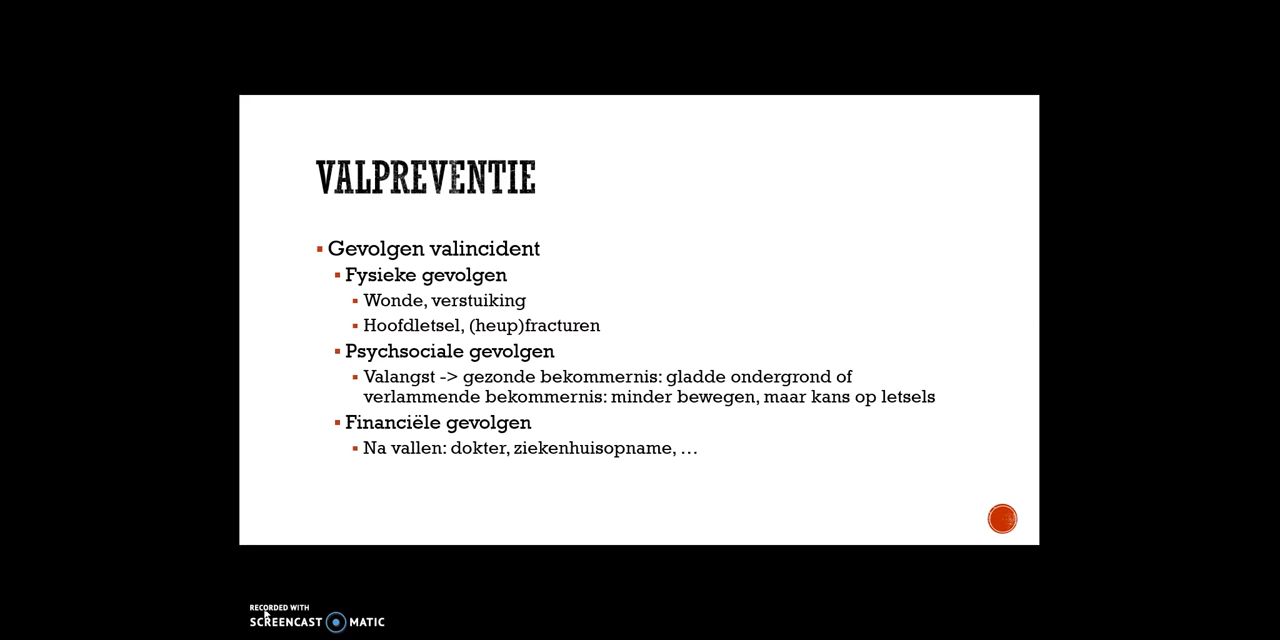 VALPREVENTIE
Gevolgen valincident
Fysieke gevolgen
Wonde, verstuiking
Hoofdletsel, (heup)fracturen
Psychsociale gevolgen
Valangst -> gezonde bekommernis: gladde ondergrond of
verlammende bekommernis: minder bewegen, maar kans op letsels
Financiële gevolgen
Na vallen: dokter, ziekenhuisopname, …
RECORDED WITH
SCREENCAST MATIC